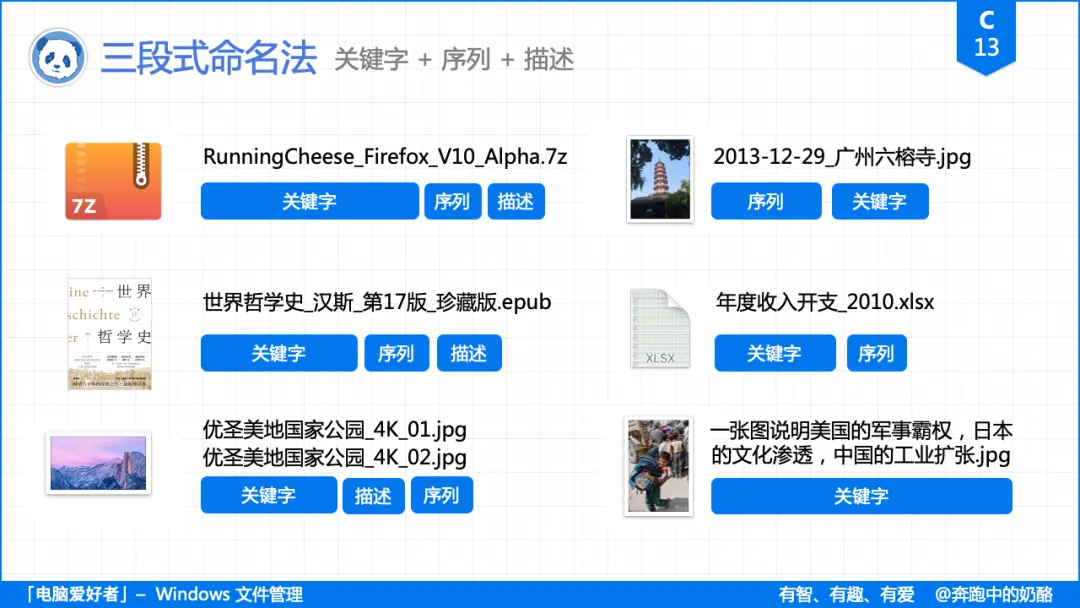 三段式命名法 关键字 + 序列 + 描述
C
13
7Z
RunningCheese_Firefox_V10_Alpha.7z
关键字 序列 描述
2013-12-29_广州六榕寺.jpg
序列 关键字
ine 世界
schichte
er 哲学史
世界哲学史_汉斯_第17版_珍藏版.epub
关键字 序列 描述
XLSX
年度收入开支_2010.xlsx
关键字 序列
优圣美地国家公园_4K_01.jpg
优圣美地国家公园_4K_02.jpg
关键字 描述 序列
一张图说明美国的军事霸权，日本
的文化渗透，中国的工业扩张.jpg
关键字
「电脑爱好者」– Windows 文件管理
有智、有趣、有爱 @奔跑中的奶酪